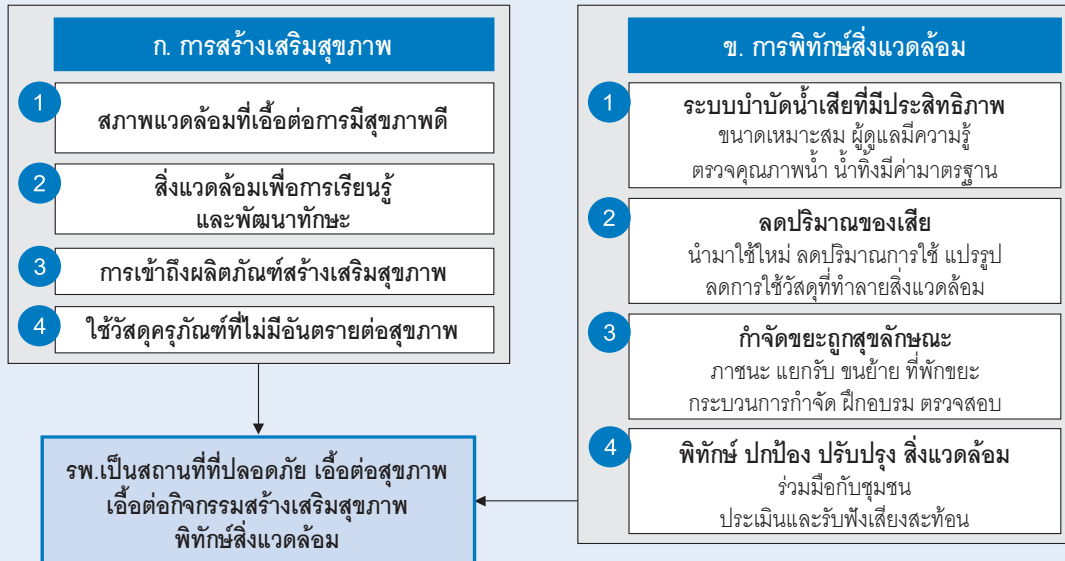 ก. การสร้างเสริมสุขภาพ
1
สภาพแวดล้อมที่เอื้อต่อการมีสุขภาพดี
2
สิ่งแวดล้อมเพื่อการเรียนรู้
และพัฒนาทักษะ
3
การเข้าถึงผลิตภัณฑ์สร้างเสริมสุขภาพ
4
ใช้วัสดุครุภัณฑ์ที่ไม่มีอันตรายต่อสุขภาพ
รพ.เป็นสถานที่ที่ปลอดภัย เอื้อต่อสุขภาพ
เอื้อต่อกิจกรรมสร้างเสริมสุขภาพ
พิทักษ์สิ่งแวดล้อม
ข. การพิทักษ์สิ่งแวดล้อม
1
ระบบบำบัดน้ำเสียที่มีประสิทธิภาพ
ขนาดเหมาะสม ผู้ดูแลมีความรู้
ตรวจคุณภาพน้ำ น้ำทิ้งมีค่ามาตรฐาน
2
ลดปริมาณของเสีย
นำมาใช้ใหม่ ลดปริมาณการใช้ แปรรูป
ลดการใช้วัสดุที่ทำลายสิ่งแวดล้อม
3
กำจัดขยะถูกสุขลักษณะ
ภาชนะ แยกรับ ขนย้าย ที่พักขยะ
กระบวนการกำจัด ฝึกอบรม ตรวจสอบ
4
พิทักษ์ ปกป้อง ปรับปรุง สิ่งแวดล้อม
ร่วมมือกับชุมชน
ประเมินและรับฟังเสียงสะท้อน